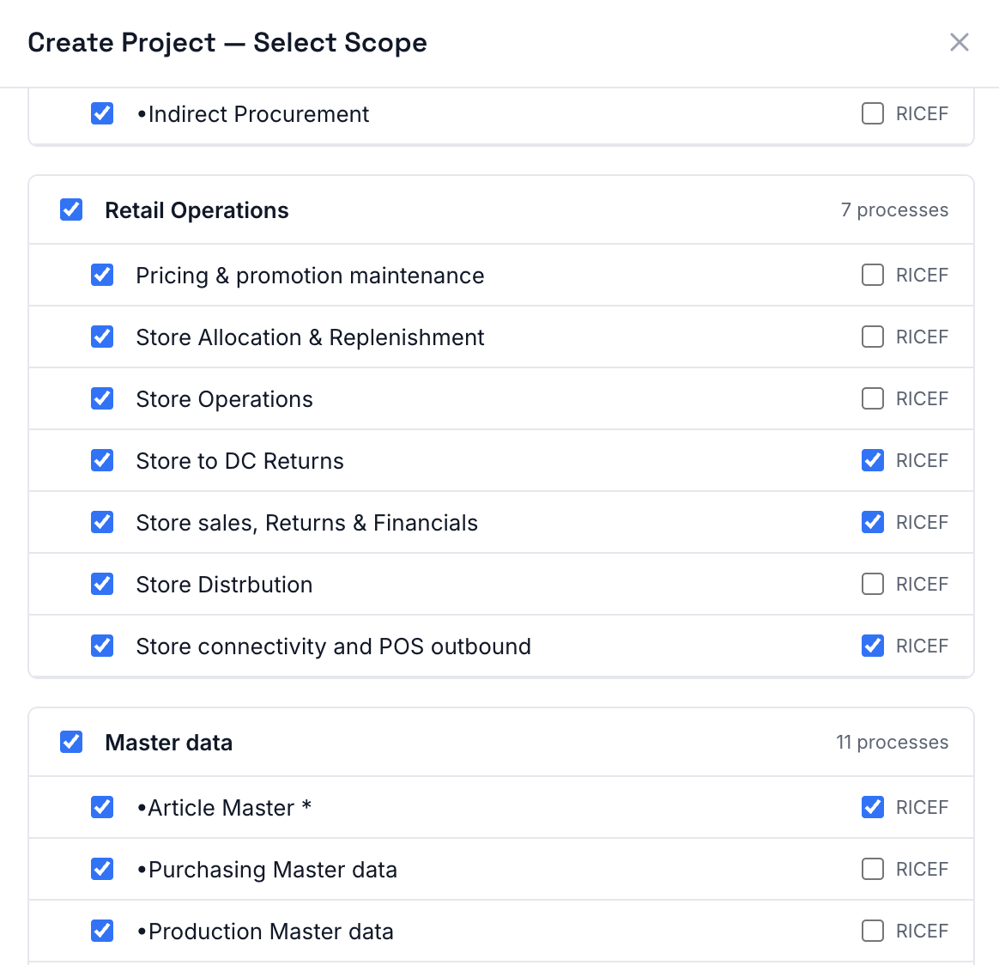 Create Project — Select Scope
•Indirect Procurement RICEF
Retail Operations 7 processes
Pricing & promotion maintenance RICEF
Store Allocation & Replenishment RICEF
Store Operations RICEF
Store to DC Returns RICEF
Store sales, Returns & Financials RICEF
Store Distrbution RICEF
Store connectivity and POS outbound RICEF
Master data 11 processes
•Article Master * RICEF
•Purchasing Master data RICEF
•Production Master data RICEF